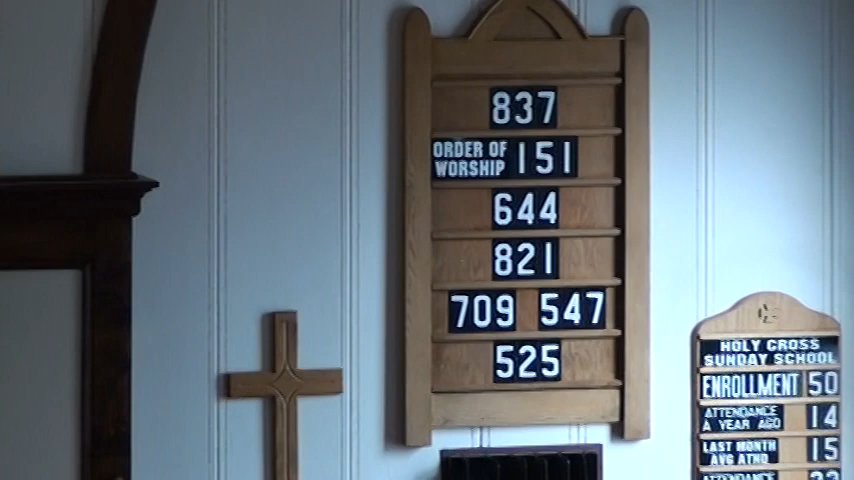 837
ORDER OF
WORSHIP 151
644
821
709 547
525
HOLY CROSS
SUNDAY SCHOOL
ENROLLMENT 50
ATTENDANCE
A YEAR AGO 14
LAST MONTH
AVG ATND 15
ATTENDANCE